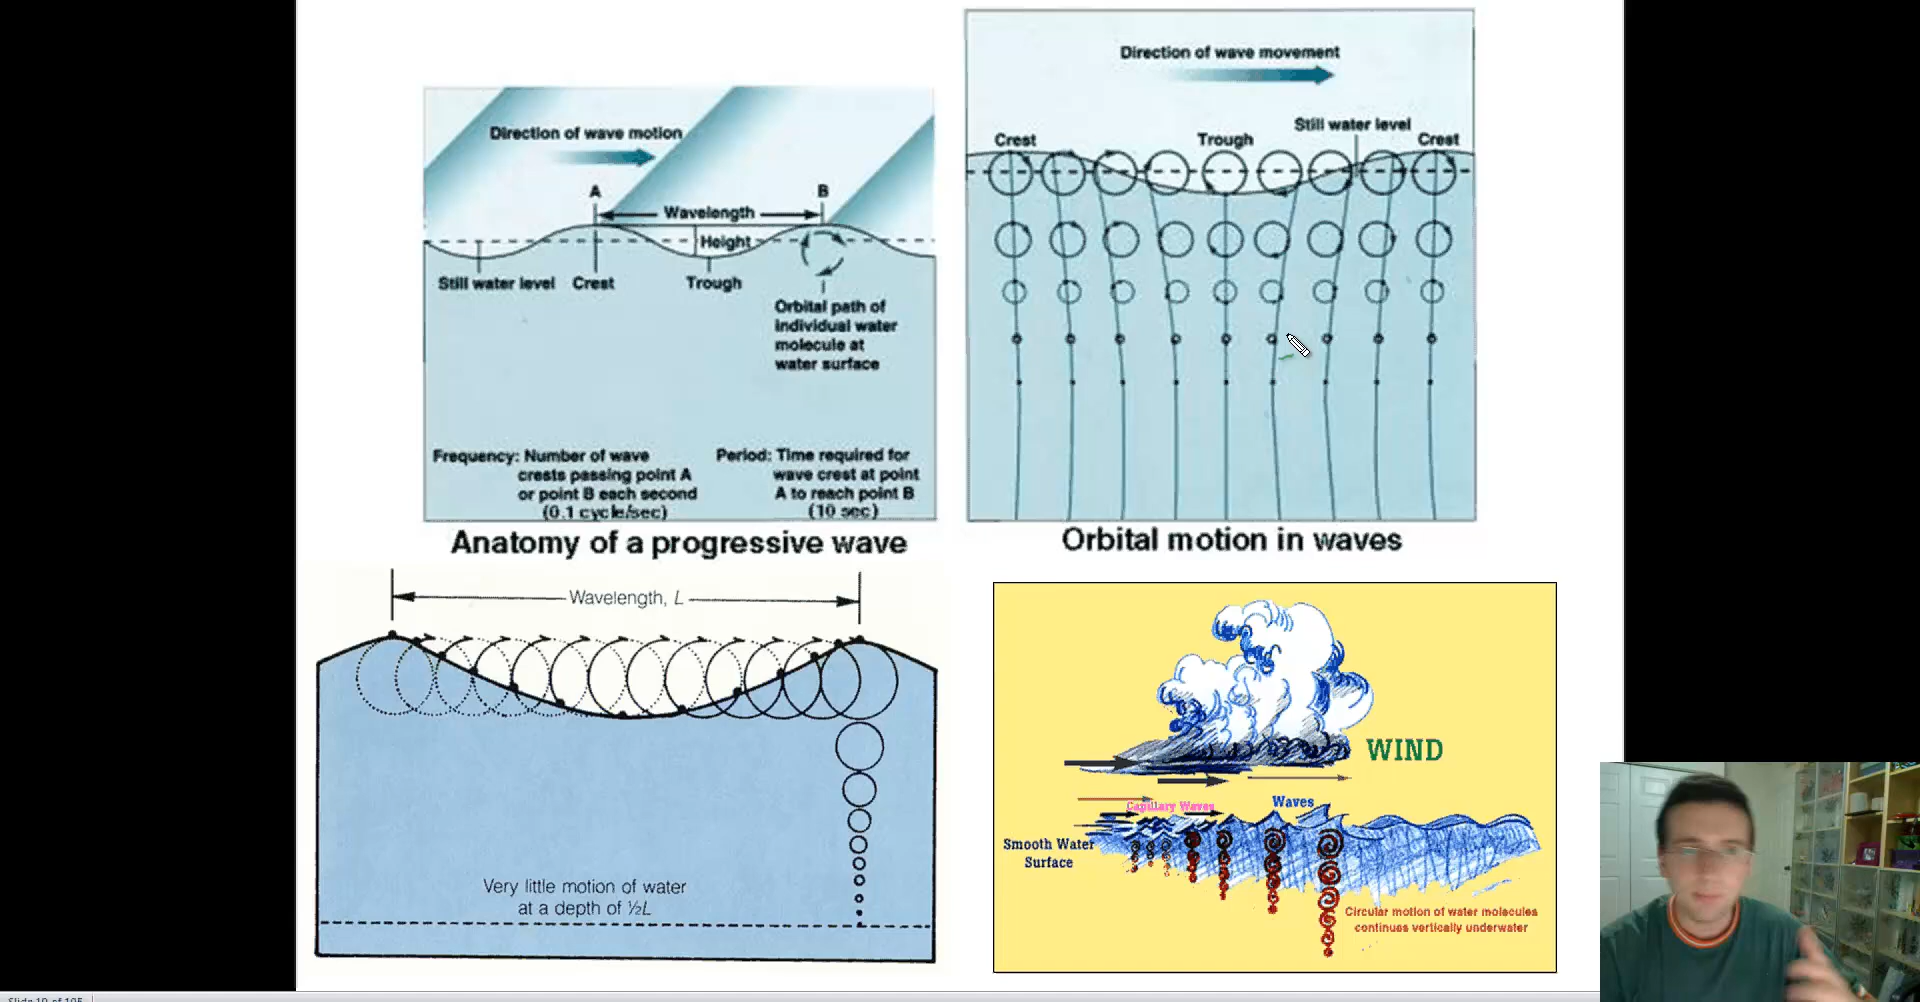 Direction of wave motion
A
B
Wavelength
Height
Still water level
Crest
Trough
Orbital path of
individual water
molecule at
water surface
Frequency: Number of wave
crests passing point A
or point B each second
(0.1 cycle/sec)
Period: Time required for
wave crest at point
A to reach point B
(10 sec)
Anatomy of a progressive wave
Direction of wave movement
Still water level
Crest
Trough
Crest
Orbital motion in waves
Wavelength, L
Very little motion of water
at a depth of ½L
WIND
Capillary Waves
Waves
Smooth Water
Surface
Circular motion of water molecules
continues vertically underwater